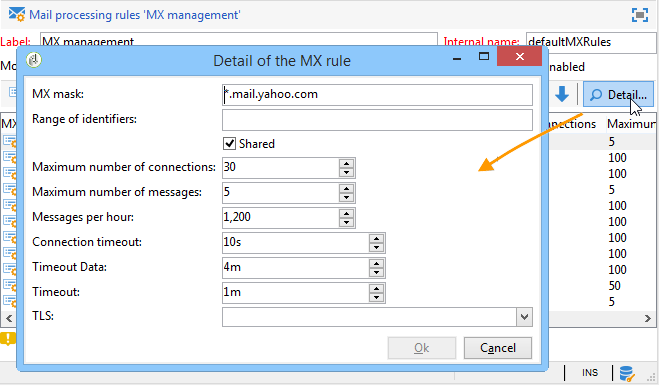 Mail processing rules 'MX management'
Label: MX management Internal name: defaultMXRules
Detail of the MX rule
nabled
Detail...
MX mask: *.mail.yahoo.com
Range of identifiers:
Shared
MX nections Maximun
Maximum number of connections: 30
Maximum number of messages: 5
Messages per hour: 1,200
Connection timeout: 10s
Timeout Data: 4m
Timeout: 1m
TLS:
Ok Cancel
5
100
100
5
100
100
100
100
100
50
5
INS